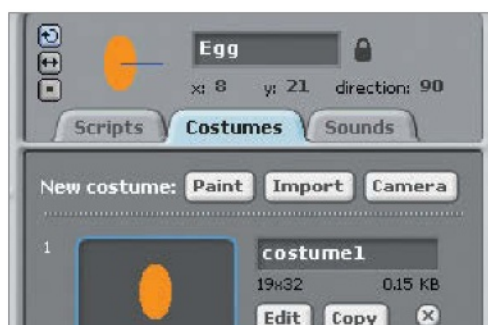 Egg
x: 8 y: 21 direction: 90
Scripts Costumes Sounds
New costume: Paint Import Camera
1
costume1
19x32 0.15 KB
Edit Copy